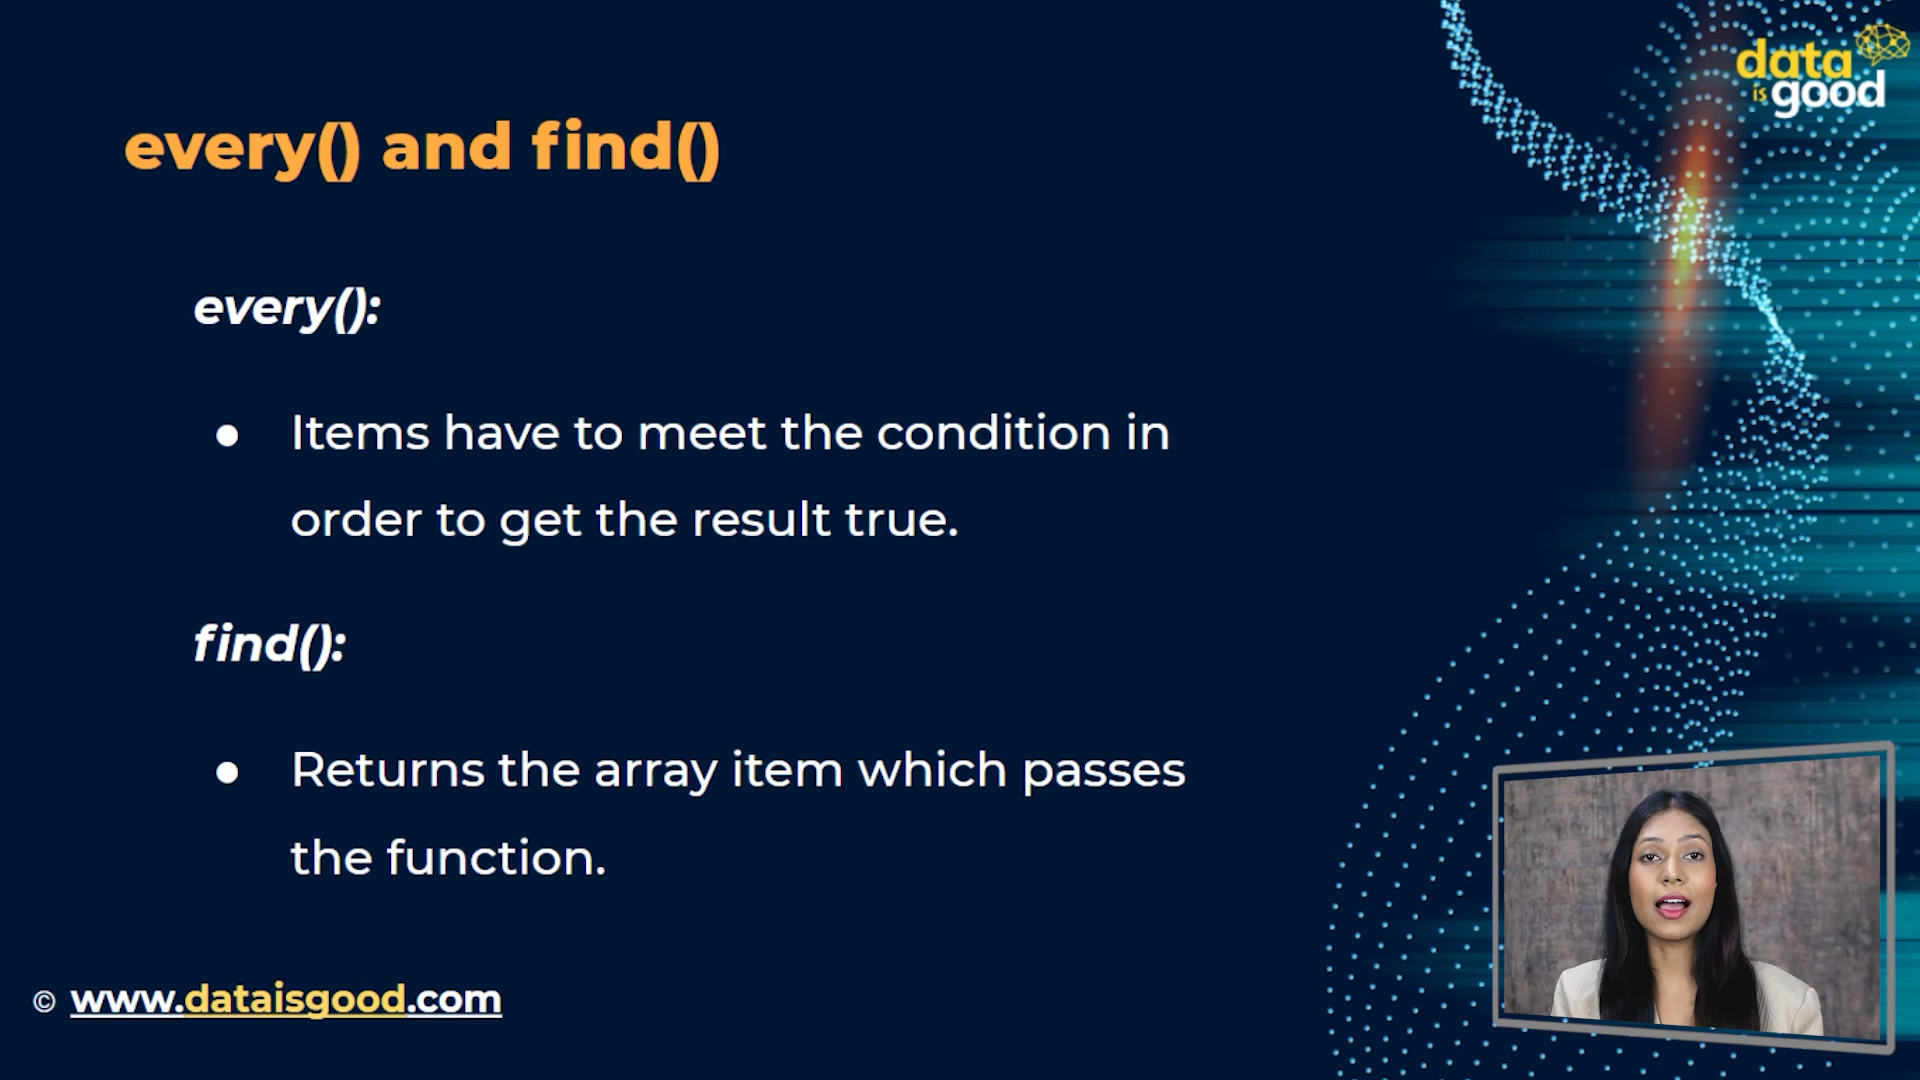 data
is good
every() and find()
every():
● Items have to meet the condition in
order to get the result true.
find():
● Returns the array item which passes
the function.
© www.dataisgood.com